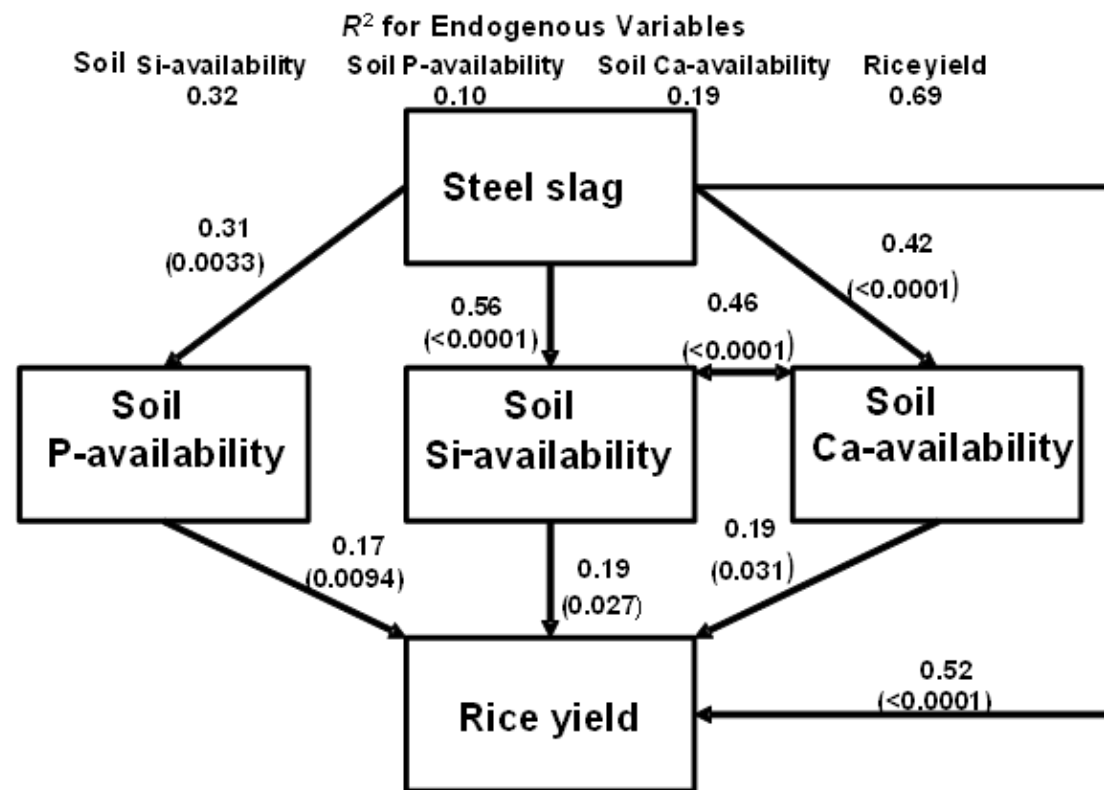 R² for Endogenous Variables
Soil Si-availability Soil P-availability Soil Ca-availability Rice yield
0.32 0.10 0.19 0.69
Steel slag
0.31
(0.0033)
0.56
(<0.0001)
0.46
(<0.0001)
0.42
(<0.0001)
Soil
P-availability
Soil
Si-availability
Soil
Ca-availability
0.17
(0.0094)
0.19
(0.027)
0.19
(0.031)
0.52
(<0.0001)
Rice yield